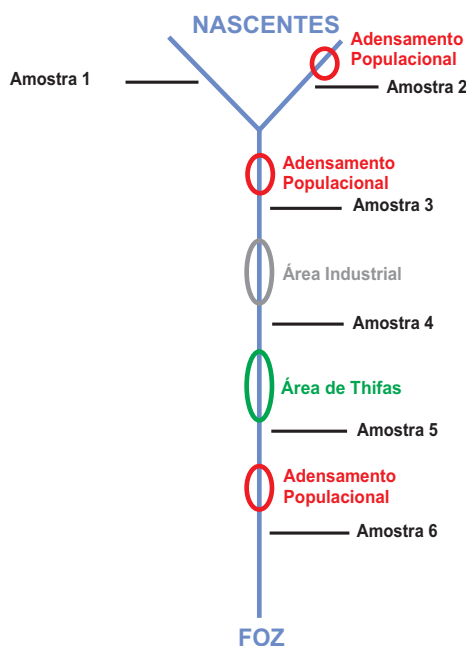 NASCENTES
Adensamento
Populacional
Amostra 1
Amostra 2
Adensamento
Populacional
Amostra 3
Área Industrial
Amostra 4
Área de Thifas
Amostra 5
Adensamento
Populacional
Amostra 6
FOZ